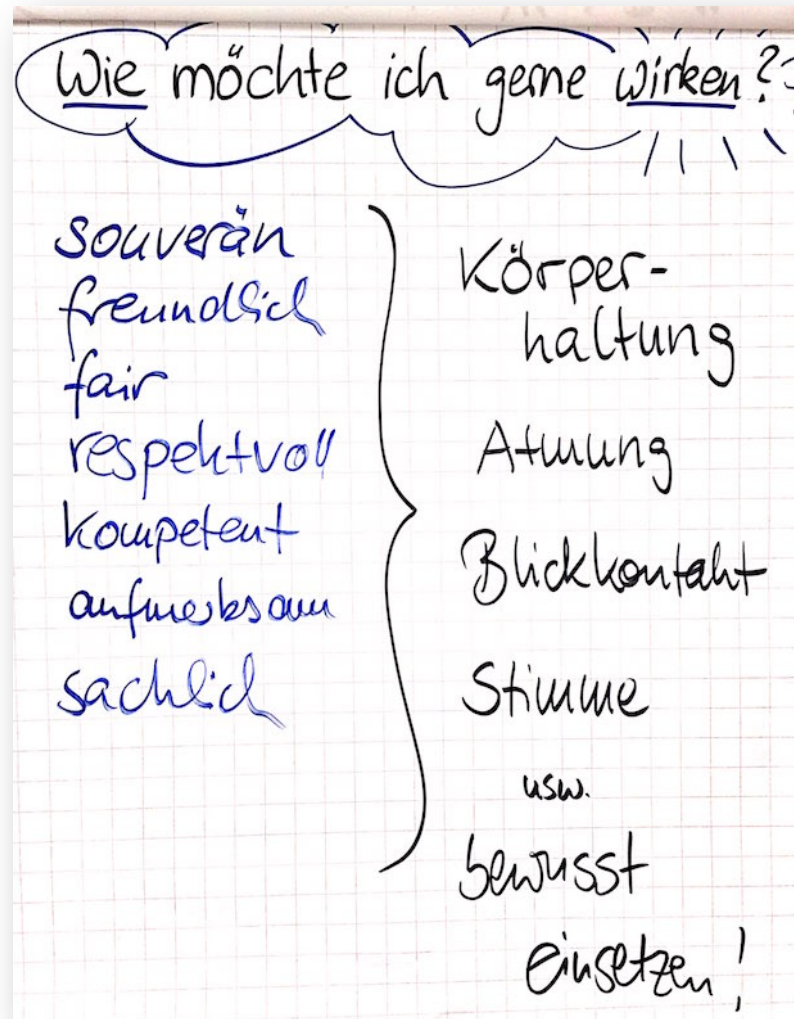 Wie möchte ich gerne wirken?
souverän
freundlich
fair
respektvoll
kompetent
aufmerksam
sachlich
Körper-
haltung
Atmung
Blickkontakt
Stimme
usw.
bewusst
einsetzen!